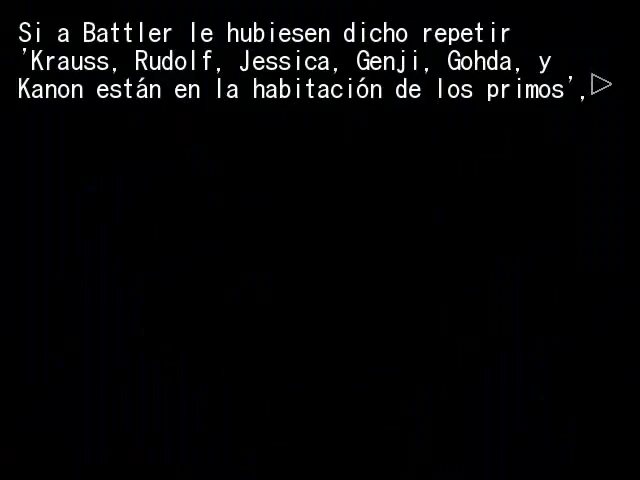 Si a Battler le hubiesen dicho repetir
'Krauss, Rudolf, Jessica, Genji, Gohda, y
Kanon están en la habitación de los primos',